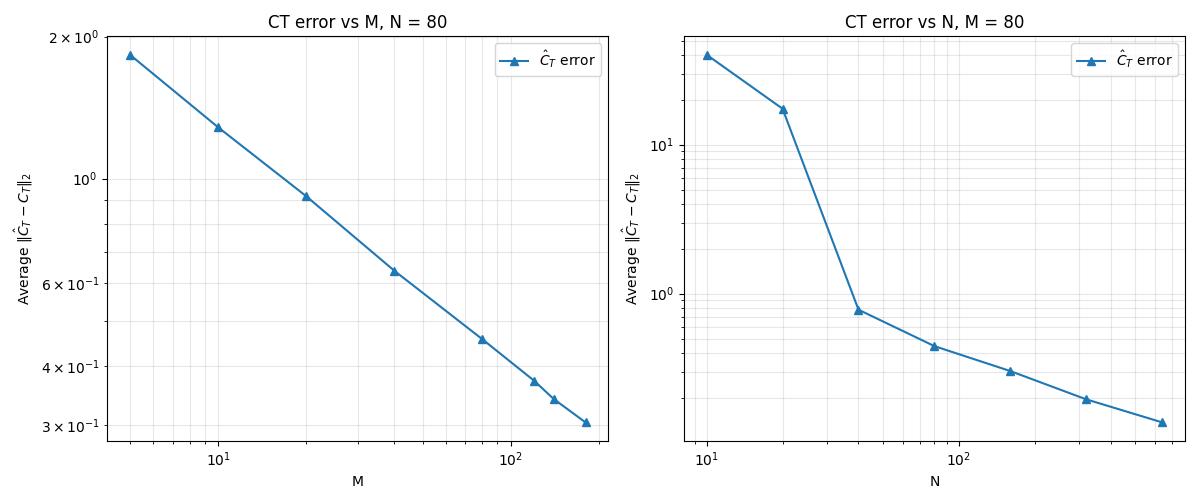 CT error vs M, N = 80
Average ‖Ĉ_T − C_T‖₂
2 × 10⁰
10⁰
6 × 10⁻¹
4 × 10⁻¹
3 × 10⁻¹
10¹
10²
M
Ĉ_T error
CT error vs N, M = 80
Average ‖Ĉ_T − C_T‖₂
10¹
10⁰
10¹
10²
N
Ĉ_T error